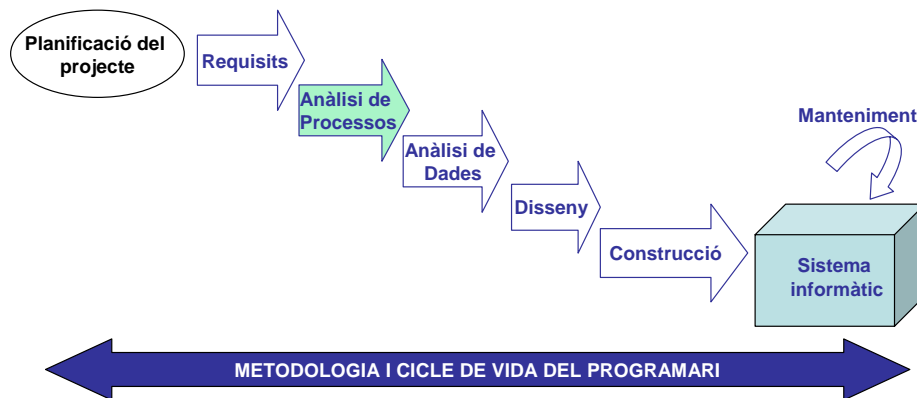 Planificació del
projecte
Requisits
Anàlisi de
Processos
Anàlisi de
Dades
Disseny
Construcció
Manteniment
Sistema
informàtic
METODOLOGIA I CICLE DE VIDA DEL PROGRAMARI